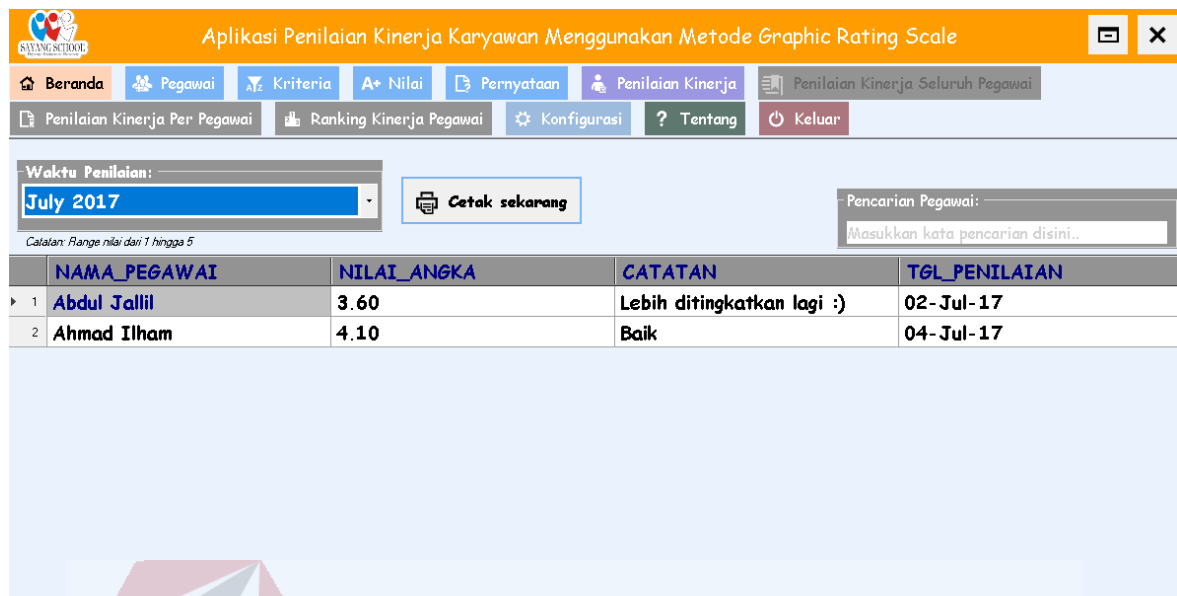 SAYANG SCHOOL
Aplikasi Penilaian Kinerja Karyawan Menggunakan Metode Graphic Rating Scale
Beranda Pegawai Kriteria A+ Nilai Pernyataan Penilaian Kinerja Penilaian Kinerja Seluruh Pegawai
Penilaian Kinerja Per Pegawai Ranking Kinerja Pegawai Konfigurasi ? Tentang Keluar
Waktu Penilaian:
July 2017
Cetak sekarang
Pencarian Pegawai:
Masukkan kata pencarian disini..
Catatan: Range nilai dari 1 hingga 5
NAMA_PEGAWAI NILAI_ANGKA CATATAN TGL_PENILAIAN
1 Abdul Jallil 3.60 Lebih ditingkatkan lagi :) 02-Jul-17
2 Ahmad Ilham 4.10 Baik 04-Jul-17